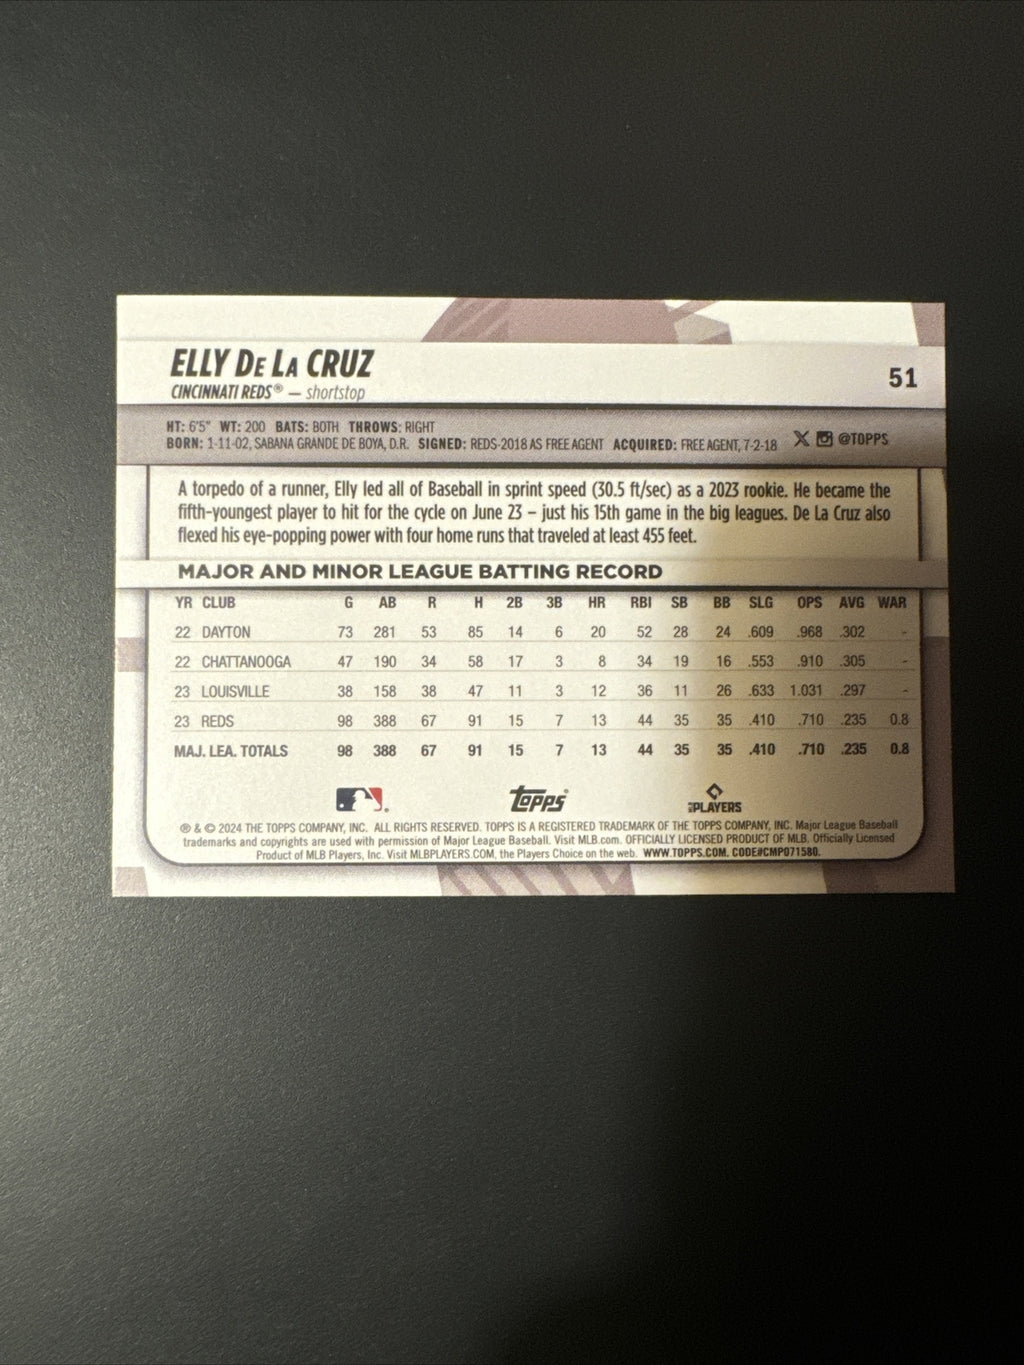 ELLY DE LA CRUZ
51
CINCINNATI REDS® — shortstop
HT: 6'5" WT: 200 BATS: BOTH THROWS: RIGHT
BORN: 1-11-02, SABANA GRANDE DE BOYA, D.R. SIGNED: REDS-2018 AS FREE AGENT ACQUIRED: FREE AGENT, 7-2-18
@TOPPS
A torpedo of a runner, Elly led all of Baseball in sprint speed (30.5 ft/sec) as a 2023 rookie. He became the
fifth-youngest player to hit for the cycle on June 23 – just his 15th game in the big leagues. De La Cruz also
flexed his eye-popping power with four home runs that traveled at least 455 feet.
MAJOR AND MINOR LEAGUE BATTING RECORD
YR CLUB G AB R H 2B 3B HR RBI SB BB SLG OPS AVG WAR
22 DAYTON 73 281 53 85 14 6 20 52 28 24 .609 .968 .302 -
22 CHATTANOOGA 47 190 34 58 17 3 8 34 19 16 .553 .910 .305 -
23 LOUISVILLE 38 158 38 47 11 3 12 36 11 26 .633 1.031 .297 -
23 REDS 98 388 67 91 15 7 13 44 35 35 .410 .710 .235 0.8
MAJ. LEA. TOTALS 98 388 67 91 15 7 13 44 35 35 .410 .710 .235 0.8
TOPPS
MLB PLAYERS
® & © 2024 THE TOPPS COMPANY, INC. ALL RIGHTS RESERVED. TOPPS IS A REGISTERED TRADEMARK OF THE TOPPS COMPANY, INC. Major League Baseball
trademarks and copyrights are used with permission of Major League Baseball. Visit MLB.com. OFFICIALLY LICENSED PRODUCT OF MLB. Officially Licensed
Product of MLB Players, Inc. Visit MLBPLAYERS.COM, the Players Choice on the web. WWW.TOPPS.COM. CODE#CMP071580.